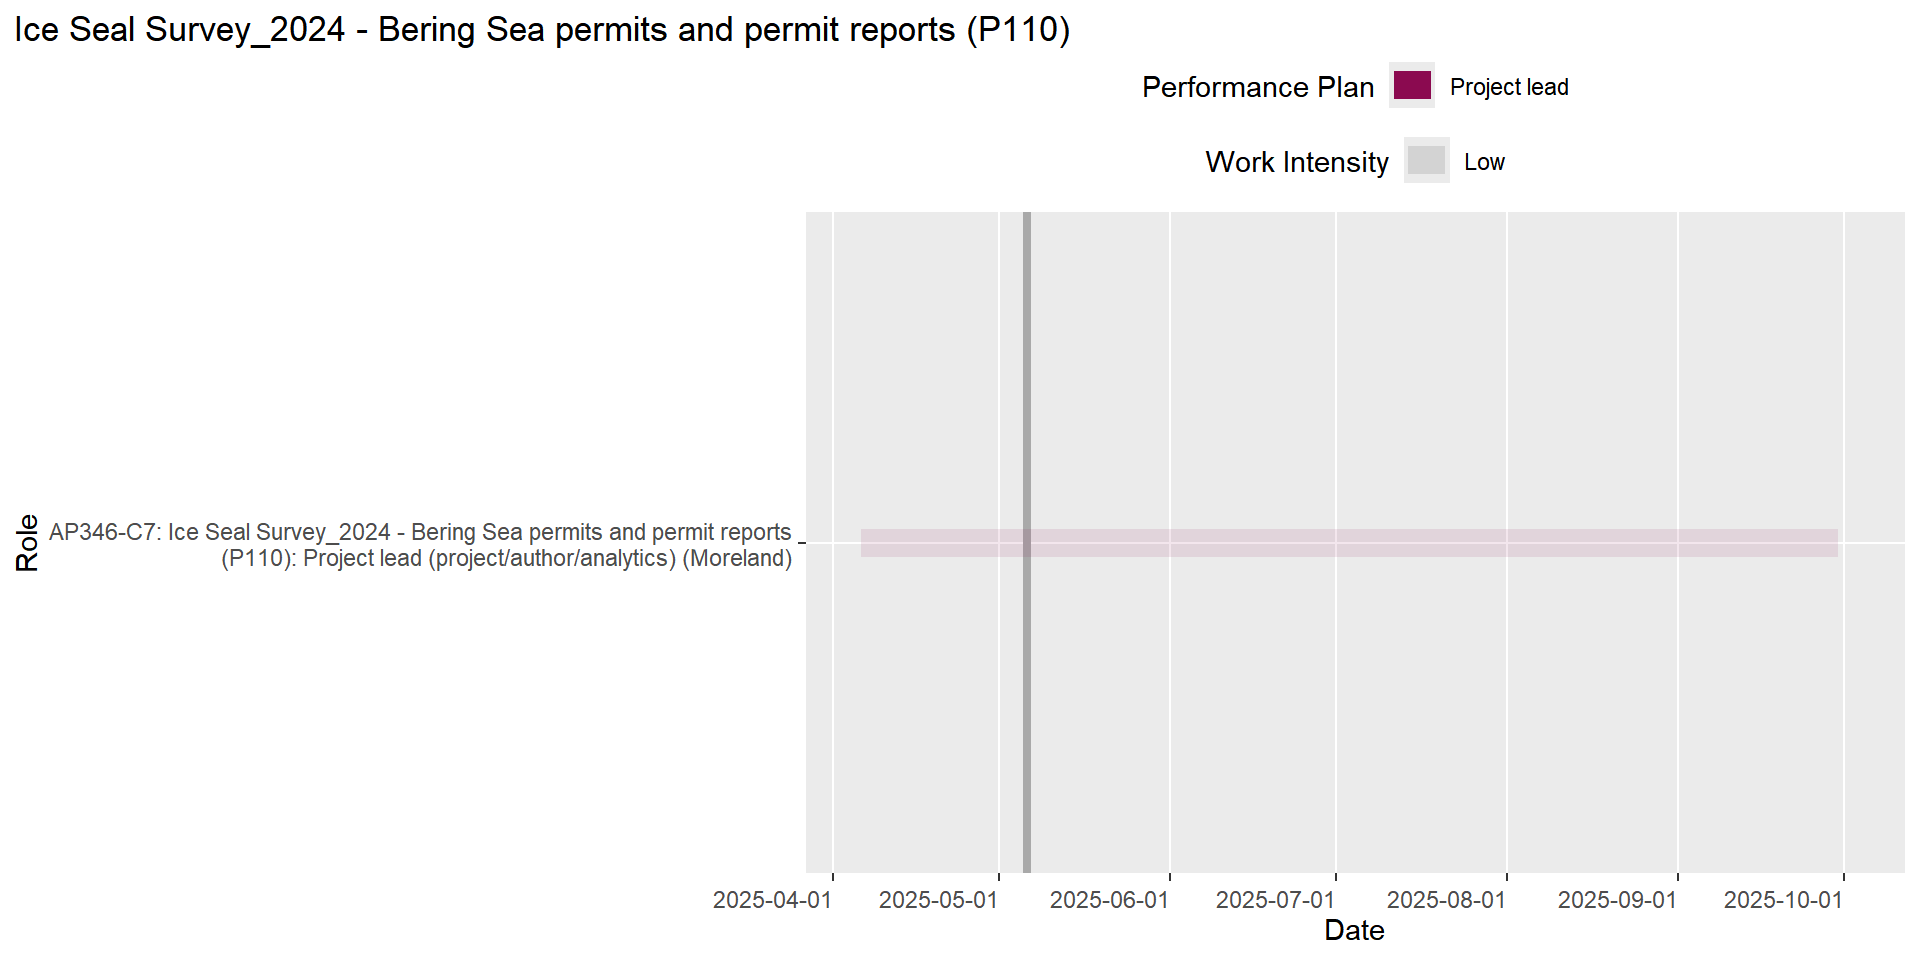 Ice Seal Survey_2024 - Bering Sea permits and permit reports (P110)
Performance Plan
Project lead
Work Intensity
Low
Role
AP346-C7: Ice Seal Survey_2024 - Bering Sea permits and permit reports
(P110): Project lead (project/author/analytics) (Moreland)
2025-04-01
2025-05-01
2025-06-01
2025-07-01
2025-08-01
2025-09-01
2025-10-01
Date